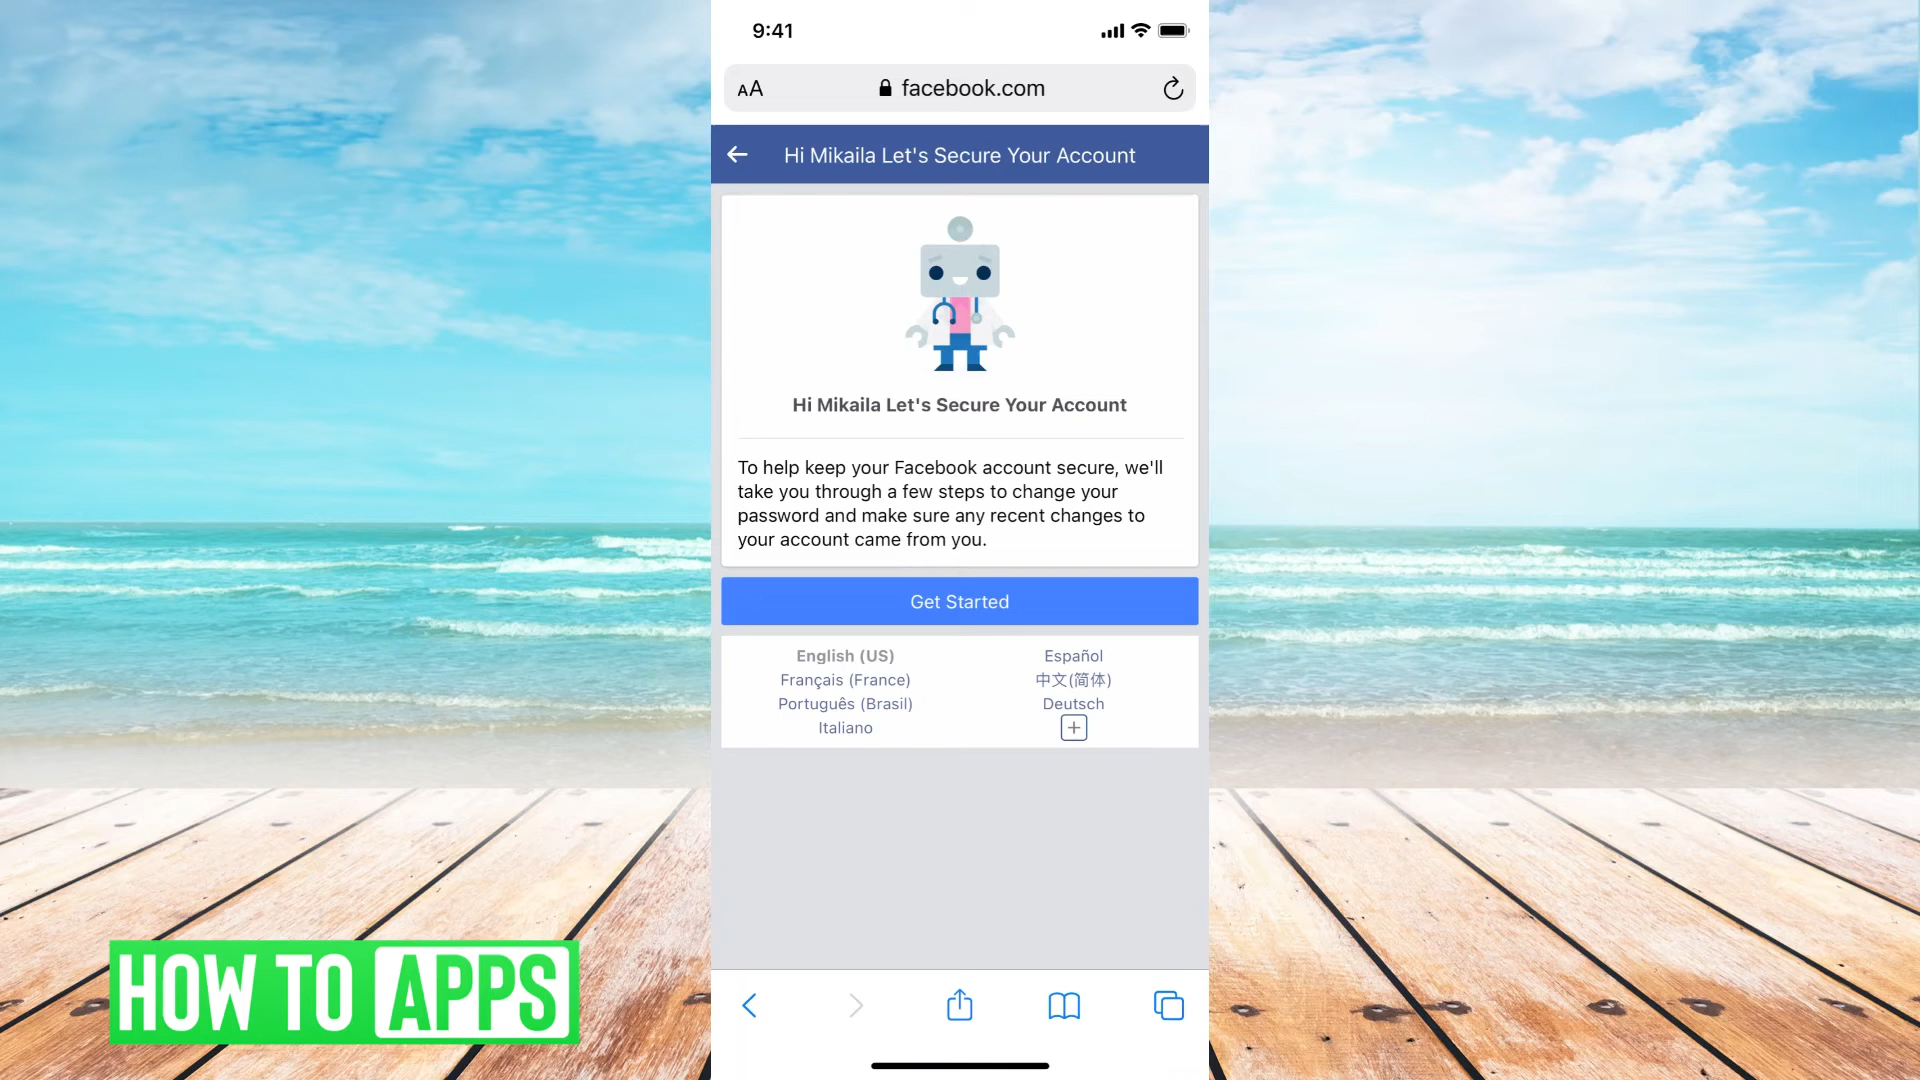 9:41
AA
facebook.com
Hi Mikaila Let's Secure Your Account
Hi Mikaila Let's Secure Your Account
To help keep your Facebook account secure, we'll
take you through a few steps to change your
password and make sure any recent changes to
your account came from you.
Get Started
English (US)
Español
Français (France)
中文(简体)
Português (Brasil)
Deutsch
Italiano
HOW TO APPS